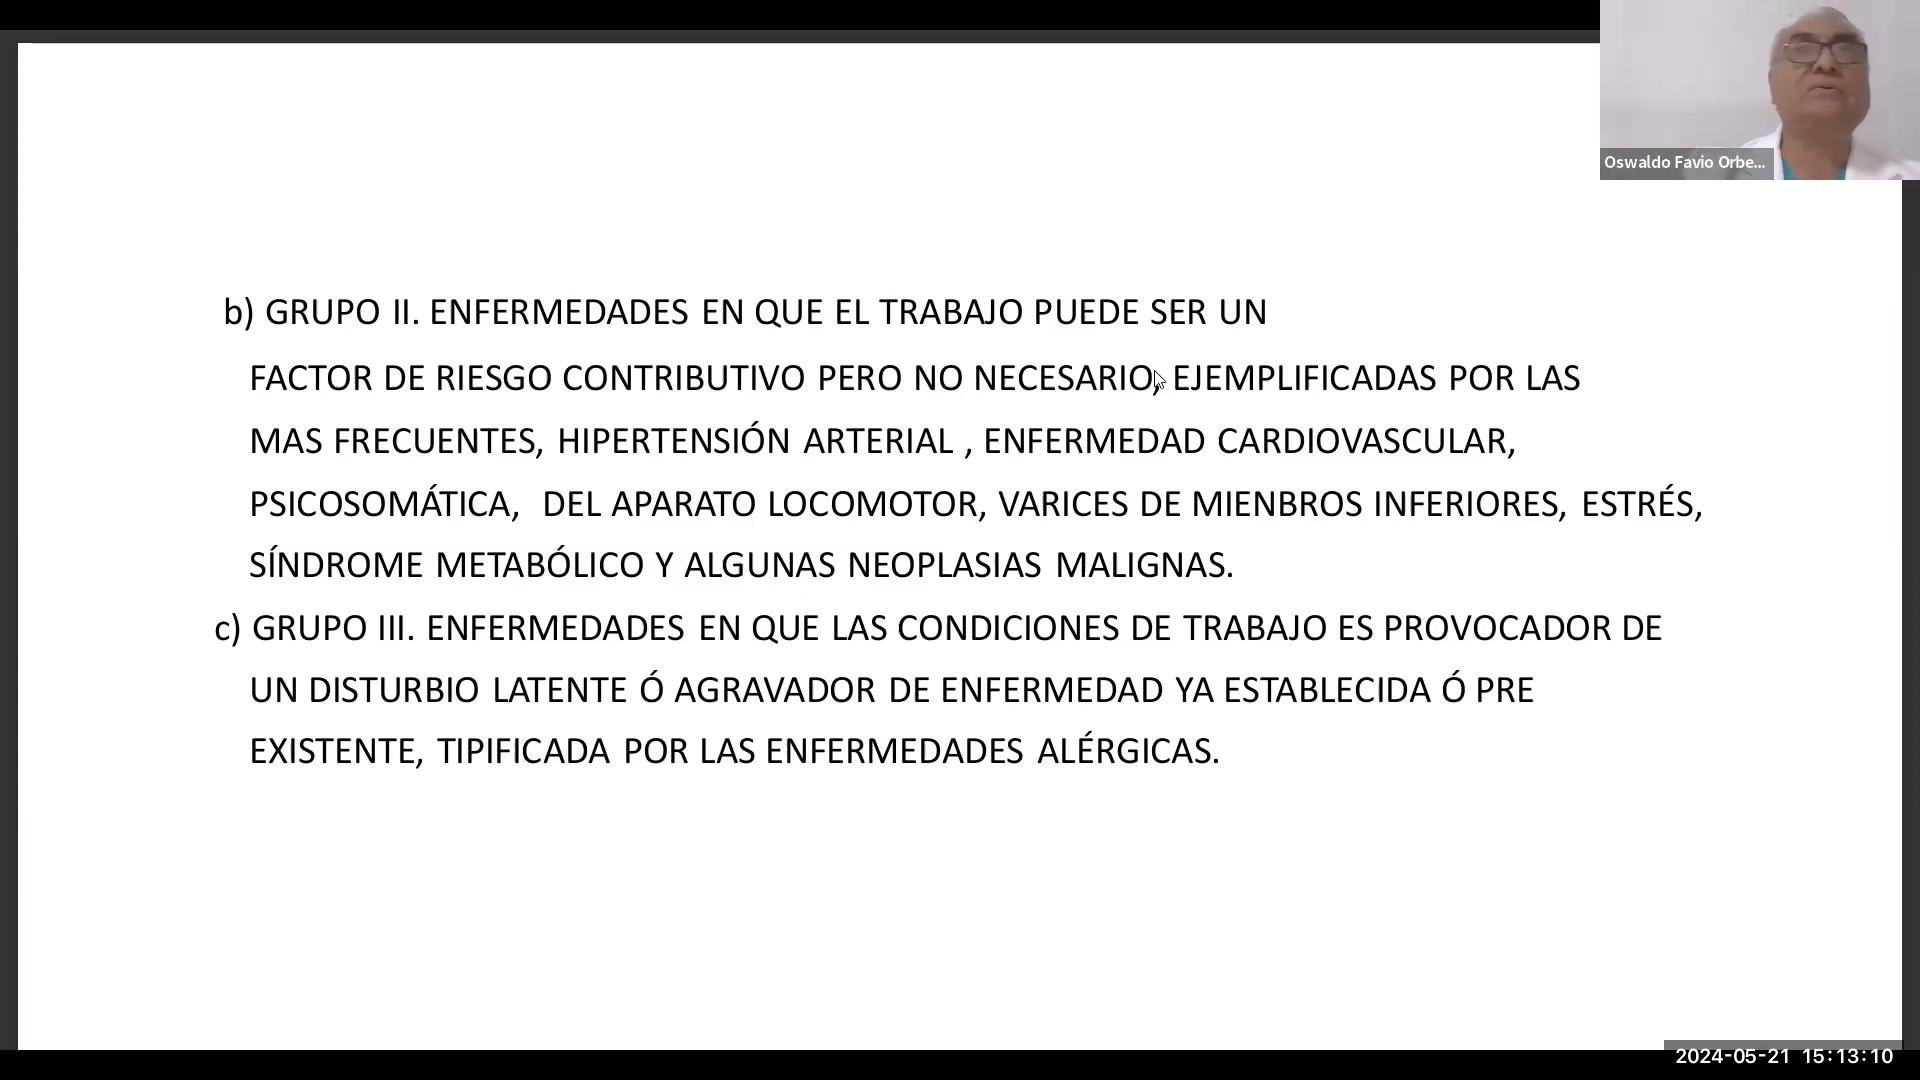 Oswaldo Favio Orbe...
b) GRUPO II. ENFERMEDADES EN QUE EL TRABAJO PUEDE SER UN
FACTOR DE RIESGO CONTRIBUTIVO PERO NO NECESARIO, EJEMPLIFICADAS POR LAS
MAS FRECUENTES, HIPERTENSIÓN ARTERIAL , ENFERMEDAD CARDIOVASCULAR,
PSICOSOMÁTICA, DEL APARATO LOCOMOTOR, VARICES DE MIENBROS INFERIORES, ESTRÉS,
SÍNDROME METABÓLICO Y ALGUNAS NEOPLASIAS MALIGNAS.
c) GRUPO III. ENFERMEDADES EN QUE LAS CONDICIONES DE TRABAJO ES PROVOCADOR DE
UN DISTURBIO LATENTE Ó AGRAVADOR DE ENFERMEDAD YA ESTABLECIDA Ó PRE
EXISTENTE, TIPIFICADA POR LAS ENFERMEDADES ALÉRGICAS.
2024-05-21 15:13:10